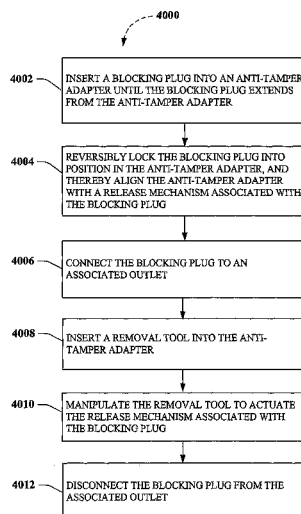 4000
4002
INSERT A BLOCKING PLUG INTO AN ANTI-TAMPER
ADAPTER UNTIL THE BLOCKING PLUG EXTENDS
FROM THE ANTI-TAMPER ADAPTER
4004
REVERSIBLY LOCK THE BLOCKING PLUG INTO
POSITION IN THE ANTI-TAMPER ADAPTER, AND
THEREBY ALIGN THE ANTI-TAMPER ADAPTER
WITH A RELEASE MECHANISM ASSOCIATED WITH
THE BLOCKING PLUG
4006
CONNECT THE BLOCKING PLUG TO AN
ASSOCIATED OUTLET
4008
INSERT A REMOVAL TOOL INTO THE ANTI-
TAMPER ADAPTER
4010
MANIPULATE THE REMOVAL TOOL TO ACTUATE
THE RELEASE MECHANISM ASSOCIATED WITH
THE BLOCKING PLUG
4012
DISCONNECT THE BLOCKING PLUG FROM THE
ASSOCIATED OUTLET